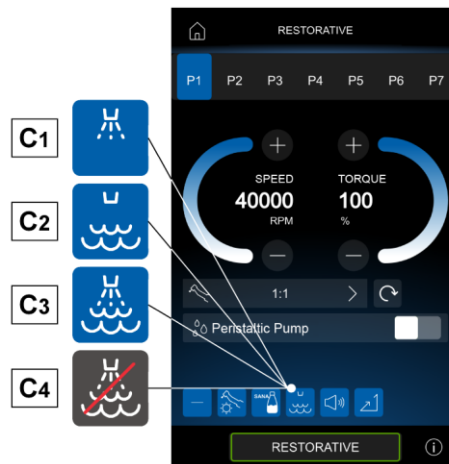 RESTORATIVE
P1 P2 P3 P4 P5 P6 P7
C1
C2
C3
C4
SPEED TORQUE
40000 100
RPM %
1:1
Peristaltic Pump
SANA
RESTORATIVE